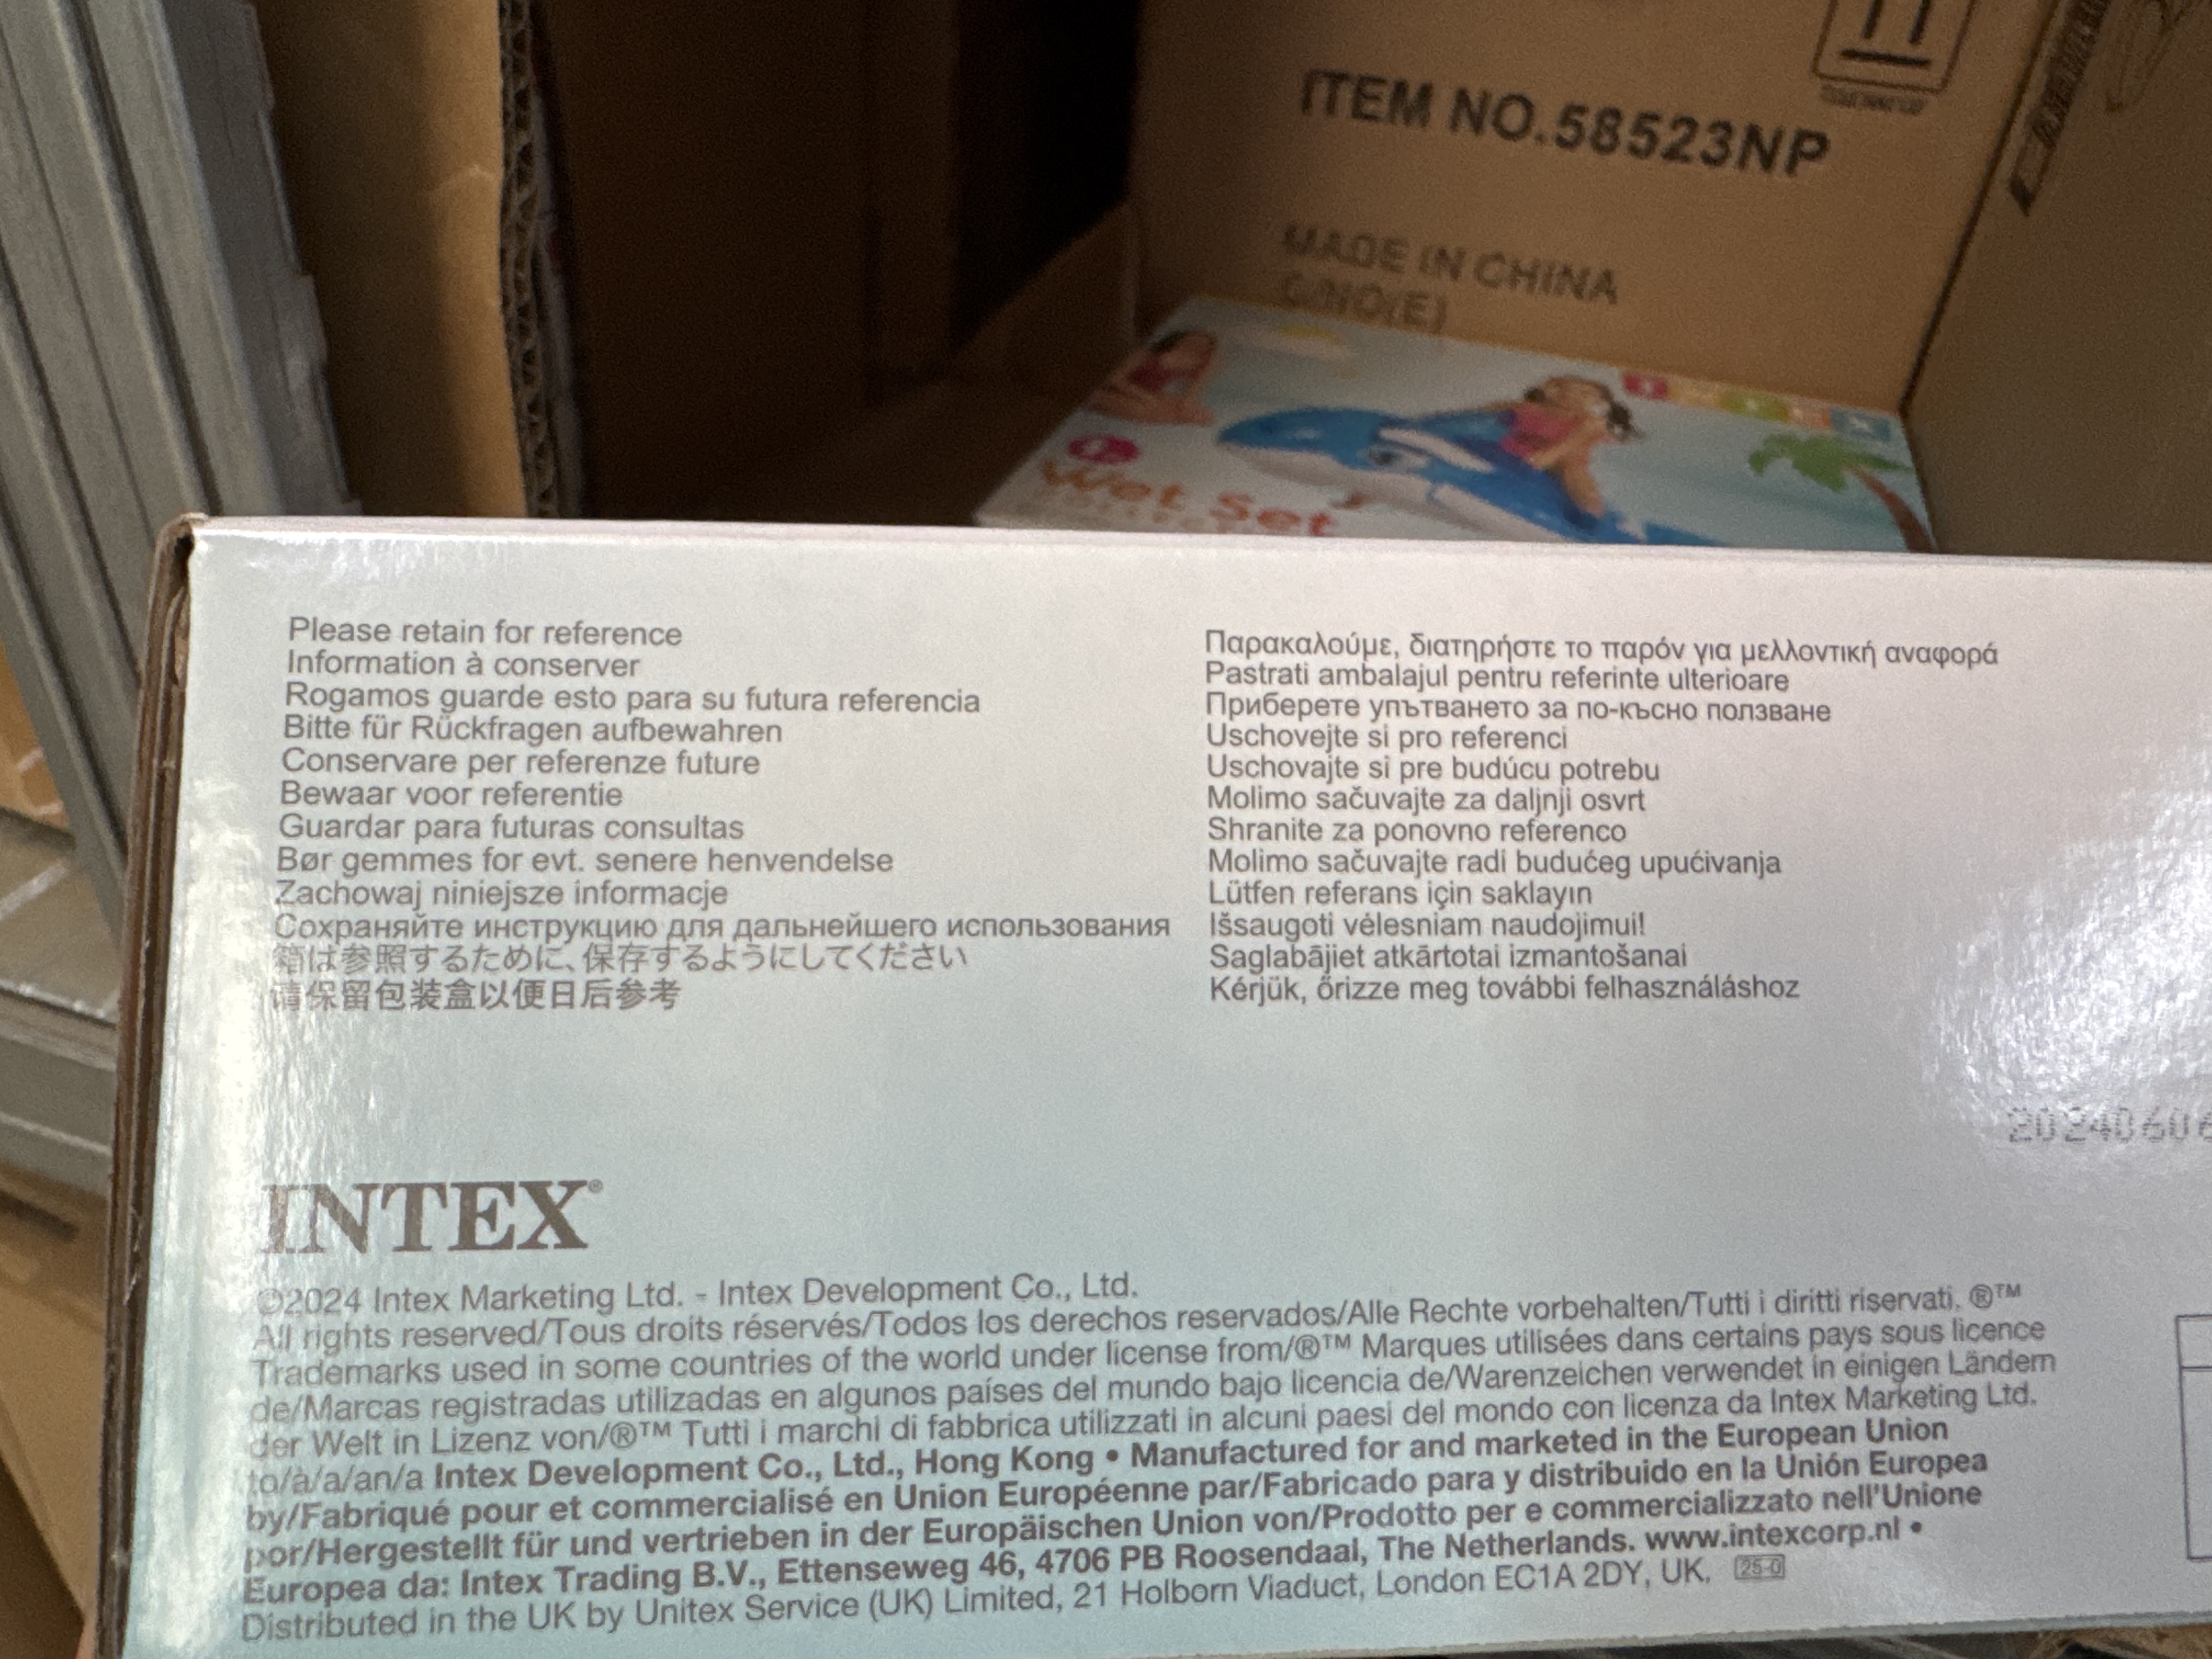 ITEM NO.58523NP
MADE IN CHINA
C/NO(E)
Wet Set
Please retain for reference
Information à conserver
Rogamos guarde esto para su futura referencia
Bitte für Rückfragen aufbewahren
Conservare per referenze future
Bewaar voor referentie
Guardar para futuras consultas
Bør gemmes for evt. senere henvendelse
Zachowaj niniejsze informacje
Сохраняйте инструкцию для дальнейшего использования
箱は参照するために、保存するようにしてください
请保留包装盒以便日后参考
Παρακαλούμε, διατηρήστε το παρόν για μελλοντική αναφορά
Pastrati ambalajul pentru referinte ulterioare
Приберете упътването за по-късно ползване
Uschovejte si pro referenci
Uschovajte si pre budúcu potrebu
Molimo sačuvajte za daljnji osvrt
Shranite za ponovno referenco
Molimo sačuvajte radi budućeg upućivanja
Lütfen referans için saklayın
Išsaugoti vėlesniam naudojimui!
Saglabājiet atkārtotai izmantošanai
Kérjük, őrizze meg további felhasználáshoz
2024060
INTEX®
©2024 Intex Marketing Ltd. - Intex Development Co., Ltd.
All rights reserved/Tous droits réservés/Todos los derechos reservados/Alle Rechte vorbehalten/Tutti i diritti riservati. ®™
Trademarks used in some countries of the world under license from/®™ Marques utilisées dans certains pays sous licence
de/Marcas registradas utilizadas en algunos países del mundo bajo licencia de/Warenzeichen verwendet in einigen Ländern
der Welt in Lizenz von/®™ Tutti i marchi di fabbrica utilizzati in alcuni paesi del mondo con licenza da Intex Marketing Ltd.
to/à/a/an/a Intex Development Co., Ltd., Hong Kong • Manufactured for and marketed in the European Union
by/Fabriqué pour et commercialisé en Union Européenne par/Fabricado para y distribuido en la Unión Europea
por/Hergestellt für und vertrieben in der Europäischen Union von/Prodotto per e commercializzato nell'Unione
Europea da: Intex Trading B.V., Ettenseweg 46, 4706 PB Roosendaal, The Netherlands. www.intexcorp.nl •
Distributed in the UK by Unitex Service (UK) Limited, 21 Holborn Viaduct, London EC1A 2DY, UK. 25-0